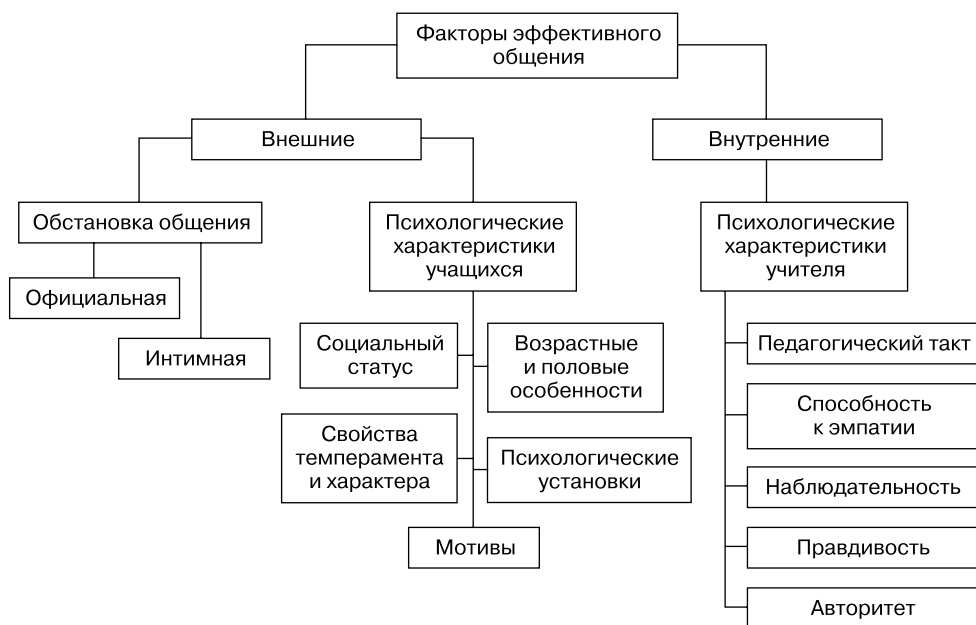 Факторы эффективного
общения
Внешние
Внутренние
Обстановка общения
Официальная
Интимная
Психологические
характеристики
учащихся
Социальный
статус
Возрастные
и половые
особенности
Свойства
темперамента
и характера
Психологические
установки
Мотивы
Психологические
характеристики
учителя
Педагогический такт
Способность
к эмпатии
Наблюдательность
Правдивость
Авторитет